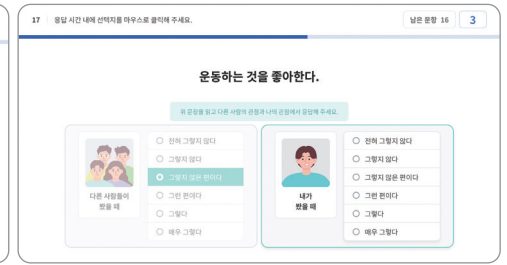 17 응답 시간 내에 선택지를 마우스로 클릭해 주세요. 남은 문항 16 3
운동하는 것을 좋아한다.
위 문장을 읽고 다른 사람의 관점과 나의 관점에서 응답해 주세요.
다른 사람들이
봤을 때
전혀 그렇지 않다
그렇지 않다
그렇지 않은 편이다
그런 편이다
그렇다
매우 그렇다
내가
봤을 때
전혀 그렇지 않다
그렇지 않다
그렇지 않은 편이다
그런 편이다
그렇다
매우 그렇다